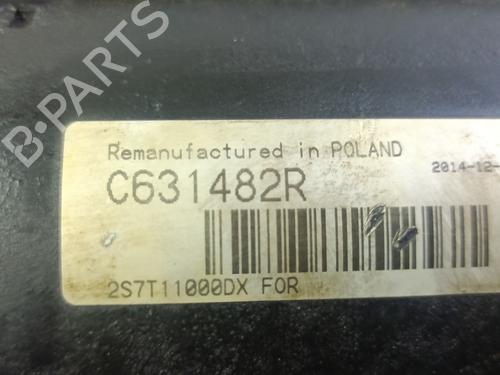 B-PARTS
Remanufactured in POLAND
2014-12-
C631482R
2S7T11000DX FOR